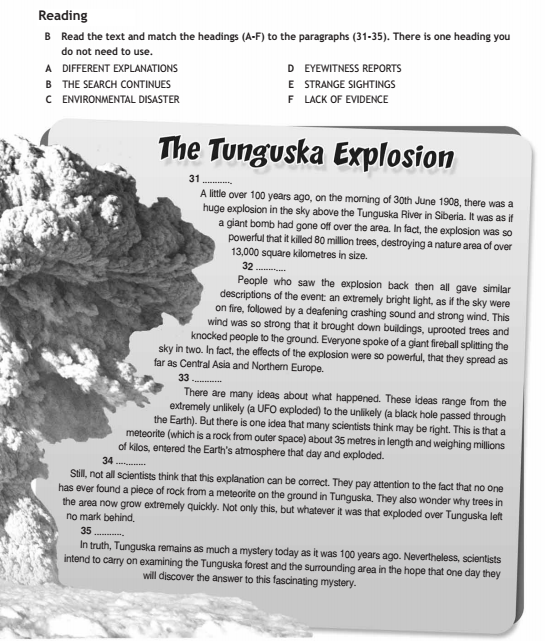 Reading
B Read the text and match the headings (A-F) to the paragraphs (31-35). There is one heading you
do not need to use.
A DIFFERENT EXPLANATIONS
B THE SEARCH CONTINUES
C ENVIRONMENTAL DISASTER
D EYEWITNESS REPORTS
E STRANGE SIGHTINGS
F LACK OF EVIDENCE
The Tunguska Explosion
31 ............
A little over 100 years ago, on the morning of 30th June 1908, there was a
huge explosion in the sky above the Tunguska River in Siberia. It was as if
a giant bomb had gone off over the area. In fact, the explosion was so
powerful that it killed 80 million trees, destroying a nature area of over
13,000 square kilometres in size.
32 ............
People who saw the explosion back then all gave similar
descriptions of the event: an extremely bright light, as if the sky were
on fire, followed by a deafening crashing sound and strong wind. This
wind was so strong that it brought down buildings, uprooted trees and
knocked people to the ground. Everyone spoke of a giant fireball splitting the
sky in two. In fact, the effects of the explosion were so powerful, that they spread as
far as Central Asia and Northern Europe.
33 ............
There are many ideas about what happened. These ideas range from the
extremely unlikely (a UFO exploded) to the unlikely (a black hole passed through
the Earth). But there is one idea that many scientists think may be right. This is that a
meteorite (which is a rock from outer space) about 35 metres in length and weighing millions
of kilos, entered the Earth's atmosphere that day and exploded.
34 ............
Still, not all scientists think that this explanation can be correct. They pay attention to the fact that no one
has ever found a piece of rock from a meteorite on the ground in Tunguska. They also wonder why trees in
the area now grow extremely quickly. Not only this, but whatever it was that exploded over Tunguska left
no mark behind.
35 ............
In truth, Tunguska remains as much a mystery today as it was 100 years ago. Nevertheless, scientists
intend to carry on examining the Tunguska forest and the surrounding area in the hope that one day they
will discover the answer to this fascinating mystery.